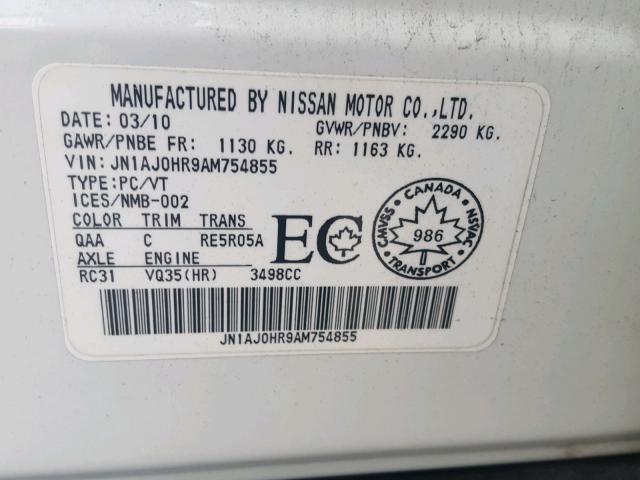 MANUFACTURED BY NISSAN MOTOR CO.,LTD.
DATE: 03/10 GVWR/PNBV: 2290 KG.
GAWR/PNBE FR: 1130 KG. RR: 1163 KG.
VIN: JN1AJ0HR9AM754855
TYPE: PC/VT
ICES/NMB-002
COLOR TRIM TRANS
QAA C RE5R05A
AXLE ENGINE
RC31 VQ35(HR) 3498CC
EC
CANADA
CMVSS NSVAC
986
TRANSPORT
JN1AJ0HR9AM754855